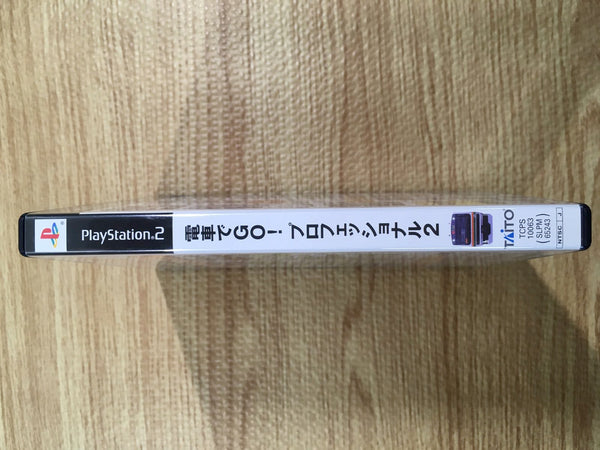 PlayStation 2
電車でGO! プロフェッショナル2
TAITO
TCPS
10063
(SLPM
65243)
NTSC J